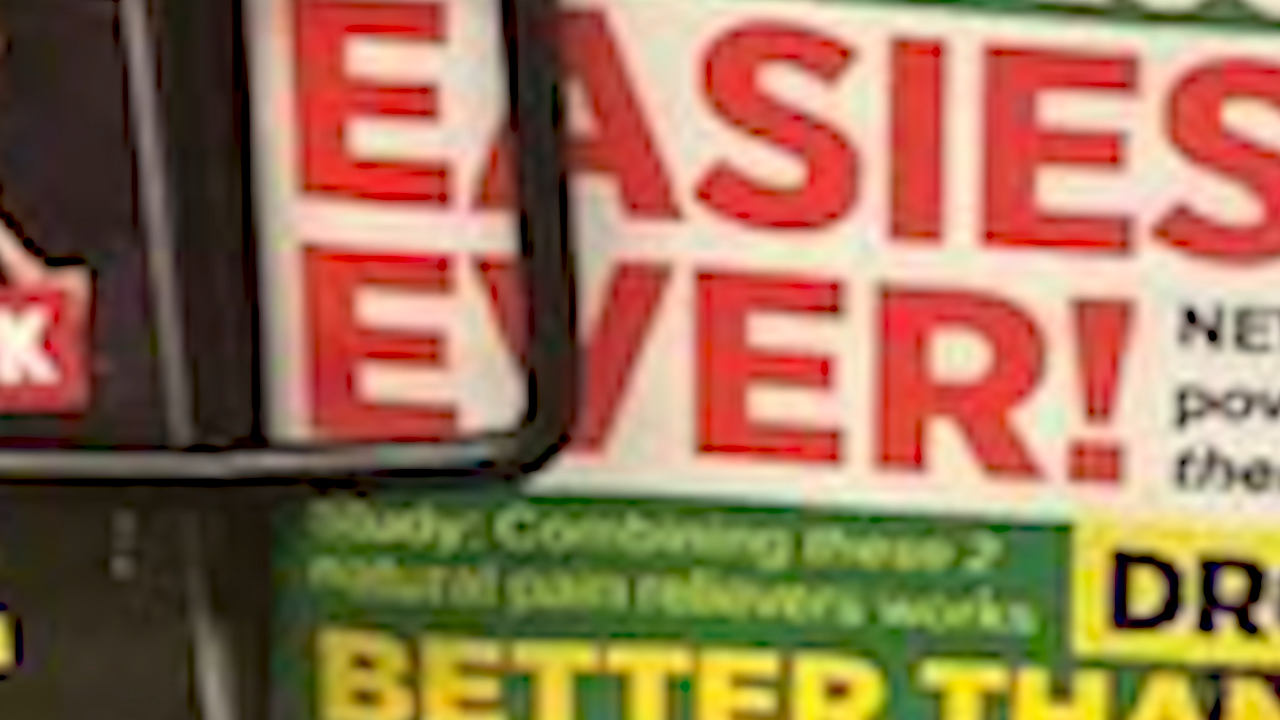 EASIES
EVER!
NE
pow
the
K
Study: Combining these 2
natural pain relievers works
DR
BETTER THAN